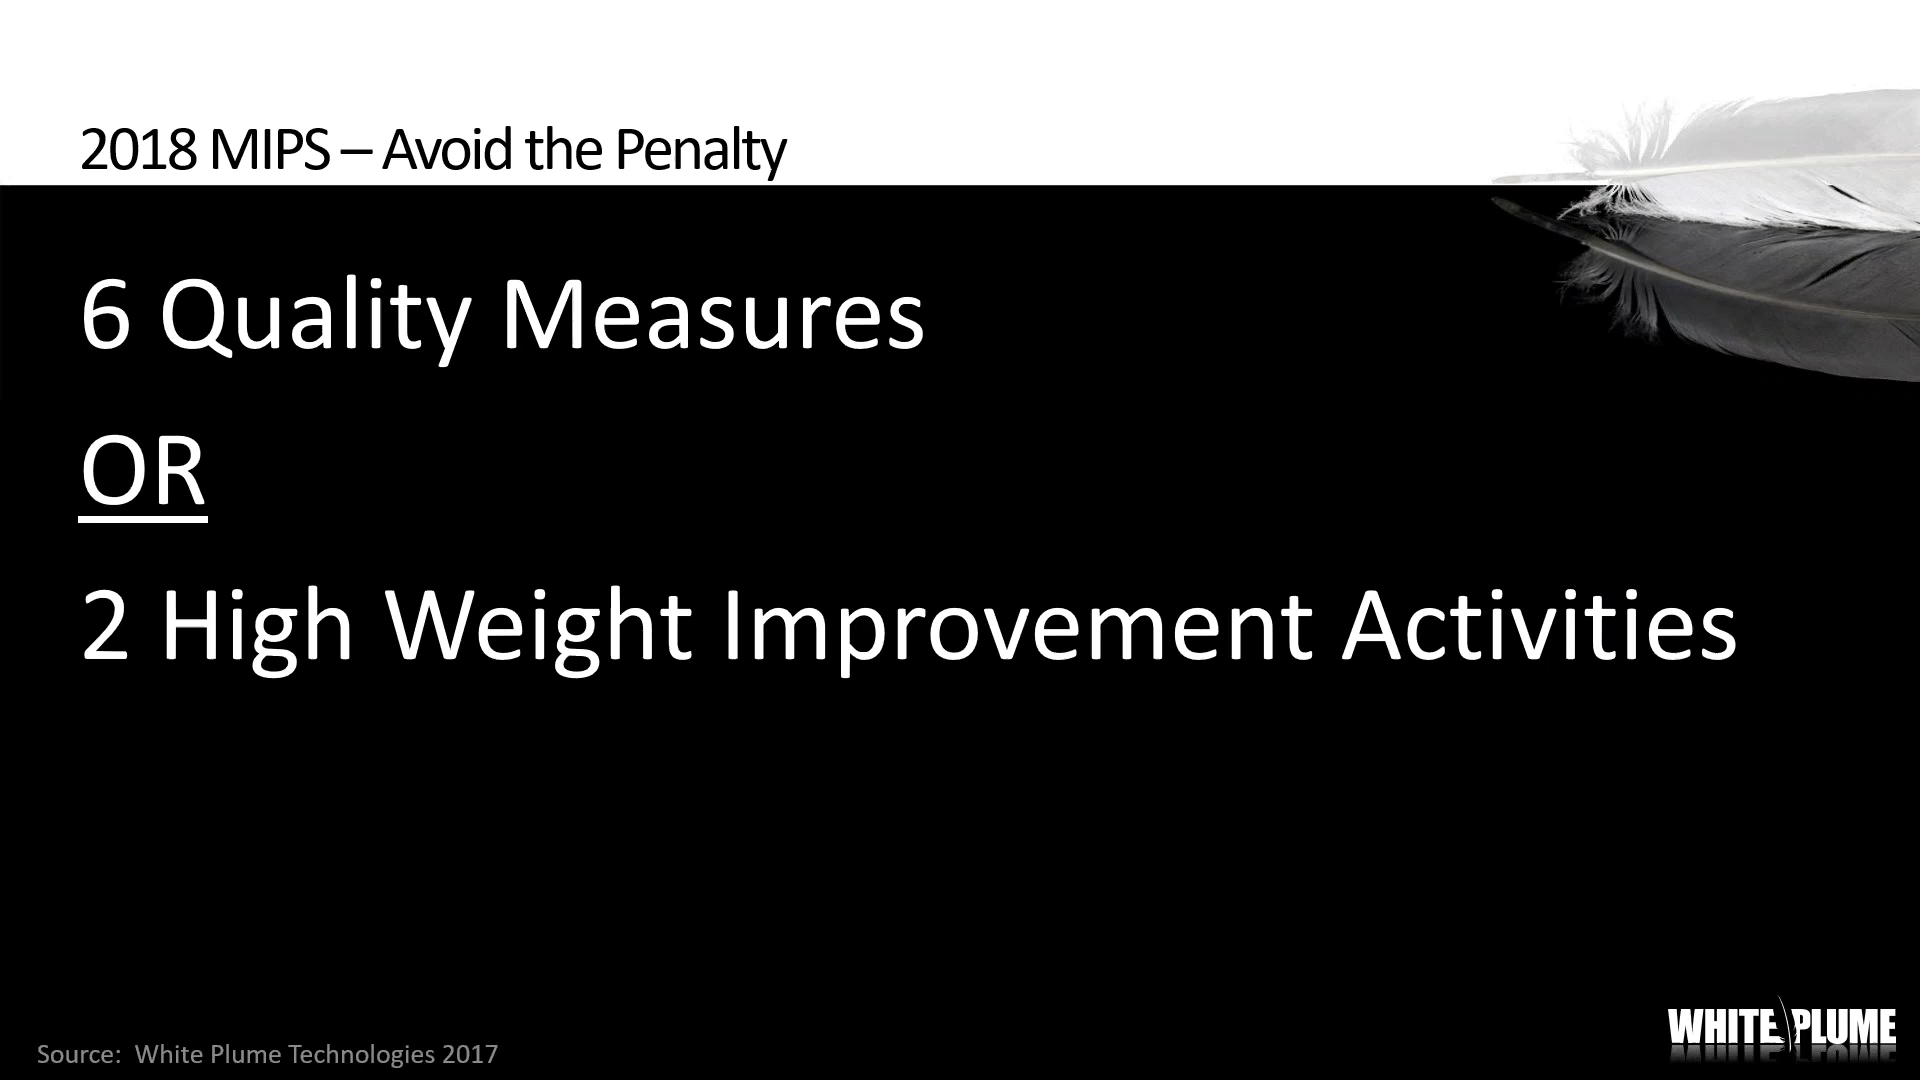 2018 MIPS – Avoid the Penalty
6 Quality Measures
OR
2 High Weight Improvement Activities
Source:  White Plume Technologies 2017
WHITE PLUME